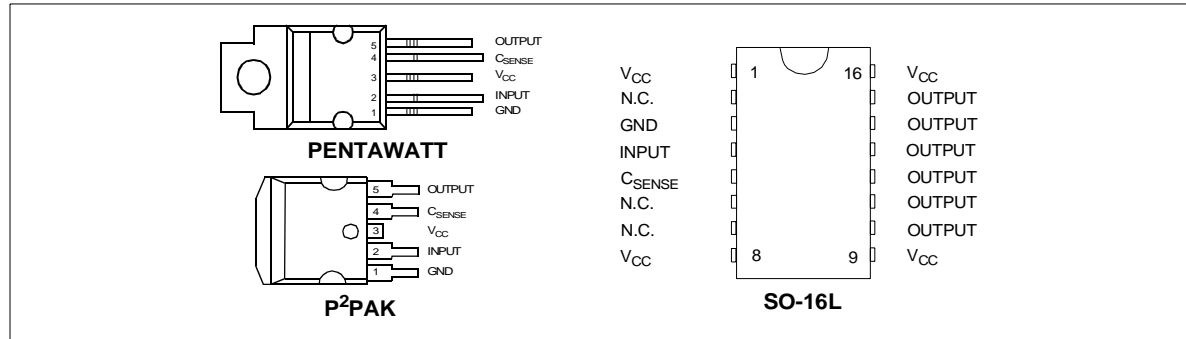 5 OUTPUT
4 CSENSE
3 VCC
2 INPUT
1 GND
PENTAWATT
5 OUTPUT
4 CSENSE
3 VCC
2 INPUT
1 GND
P²PAK
VCC 1 16 VCC
N.C. OUTPUT
GND OUTPUT
INPUT OUTPUT
CSENSE OUTPUT
N.C. OUTPUT
N.C. OUTPUT
VCC 8 9 VCC
SO-16L